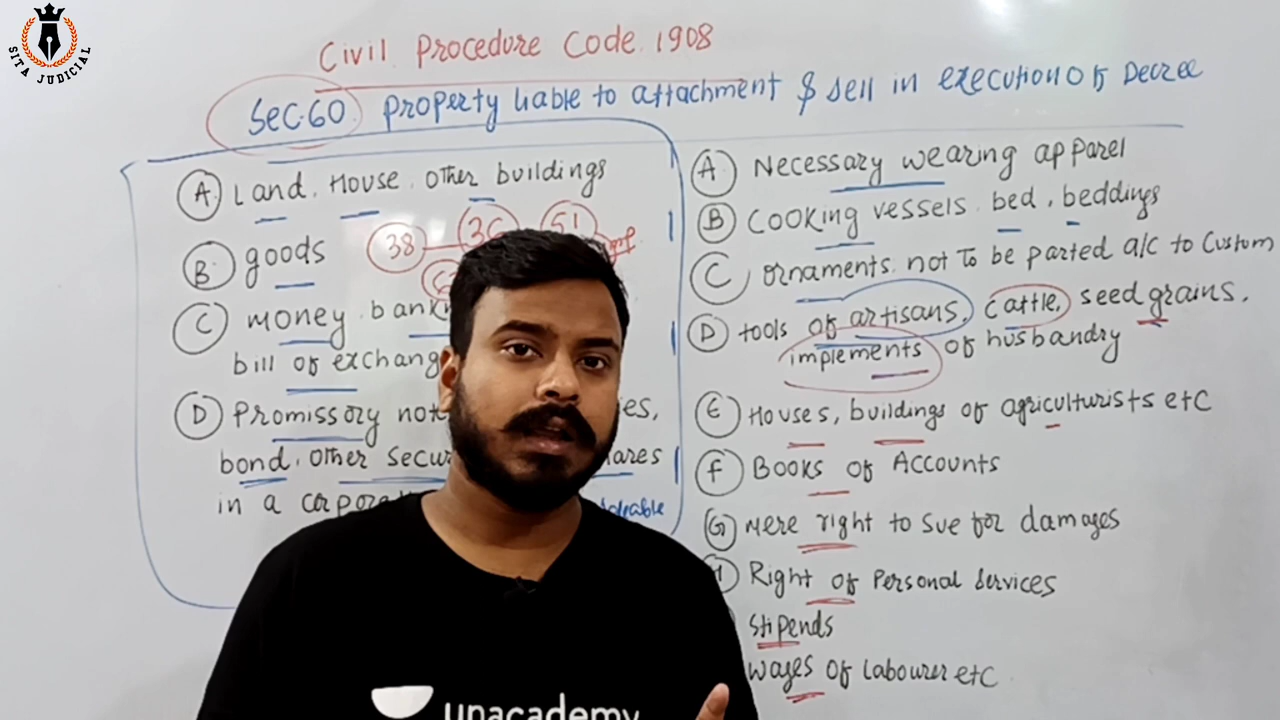 SITA JUDICIAL
Civil Procedure Code 1908
Sec.60 Property liable to attachment & sell in execution of Decree
A Land, House, Other buildings
38
B goods
C money, bank
bill of exchang
D Promissory not
bond, Other Secur
in a corpora
A Necessary wearing apparel
B Cooking vessels, bed, beddings
C ornaments not To be parted a/c to Custom
D tools of artisans, cattle, seed grains,
implements of husbandry
E Houses, buildings of agriculturists etc
F Books of Accounts
G Mere right to sue for damages
Right of Personal Services
Stipends
wages of labourer etc
unacademy